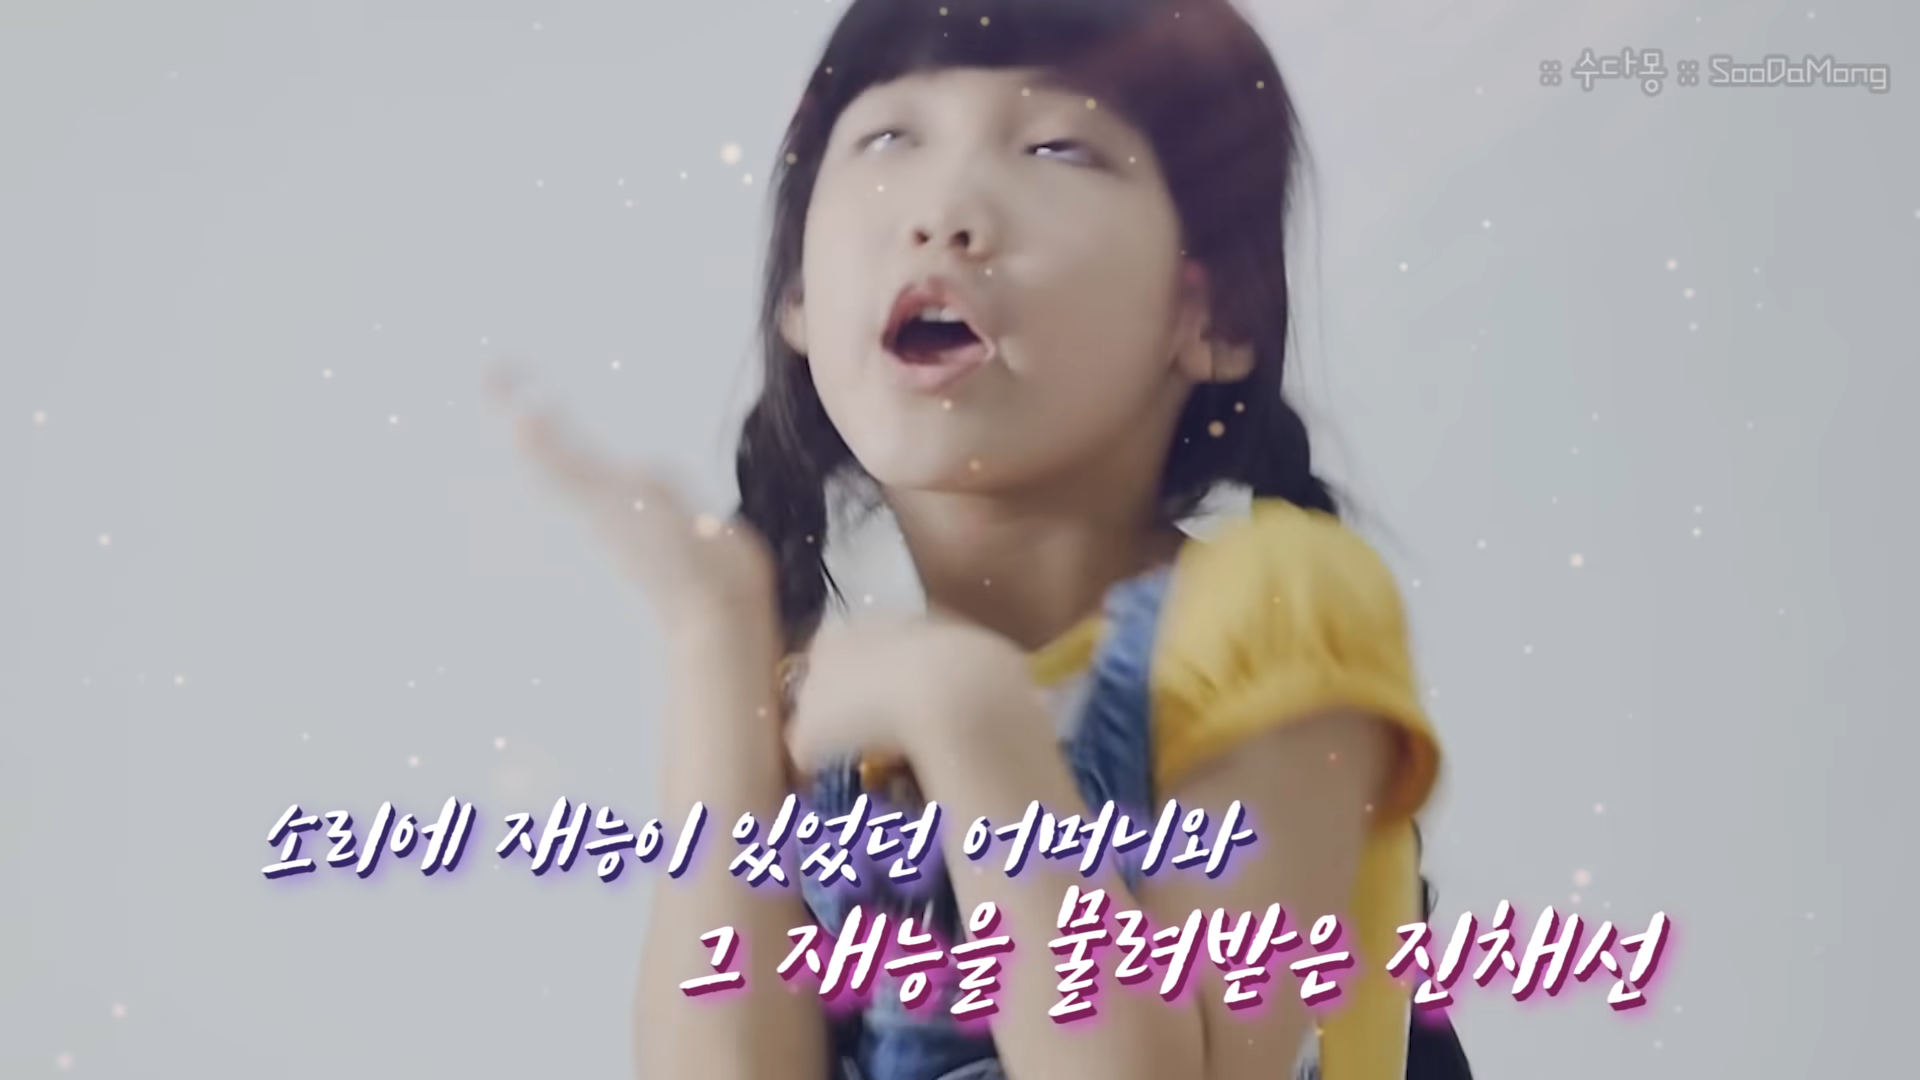 :: 수다몽 :: SooDaMong
소리에 재능이 있었던 어머니와
그 재능을 물려받은 진채선